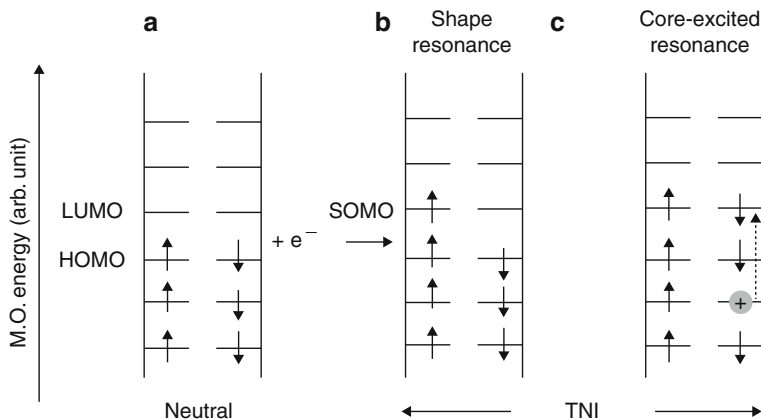 a
b
Shape
resonance
c
Core-excited
resonance
M.O. energy (arb. unit)
LUMO
HOMO
+ e−
SOMO
+
Neutral
TNI